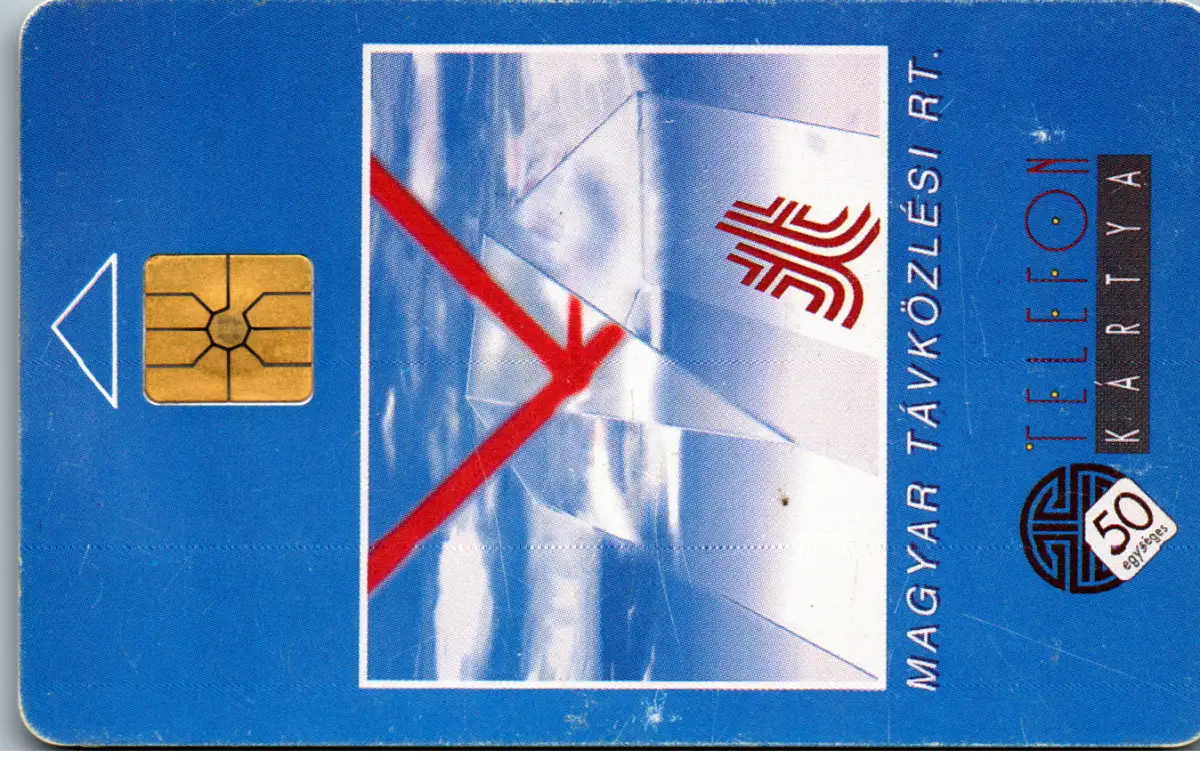 MAGYAR TÁVKÖZLÉSI RT.
TELEFON
KÁRTYA
50
egységes